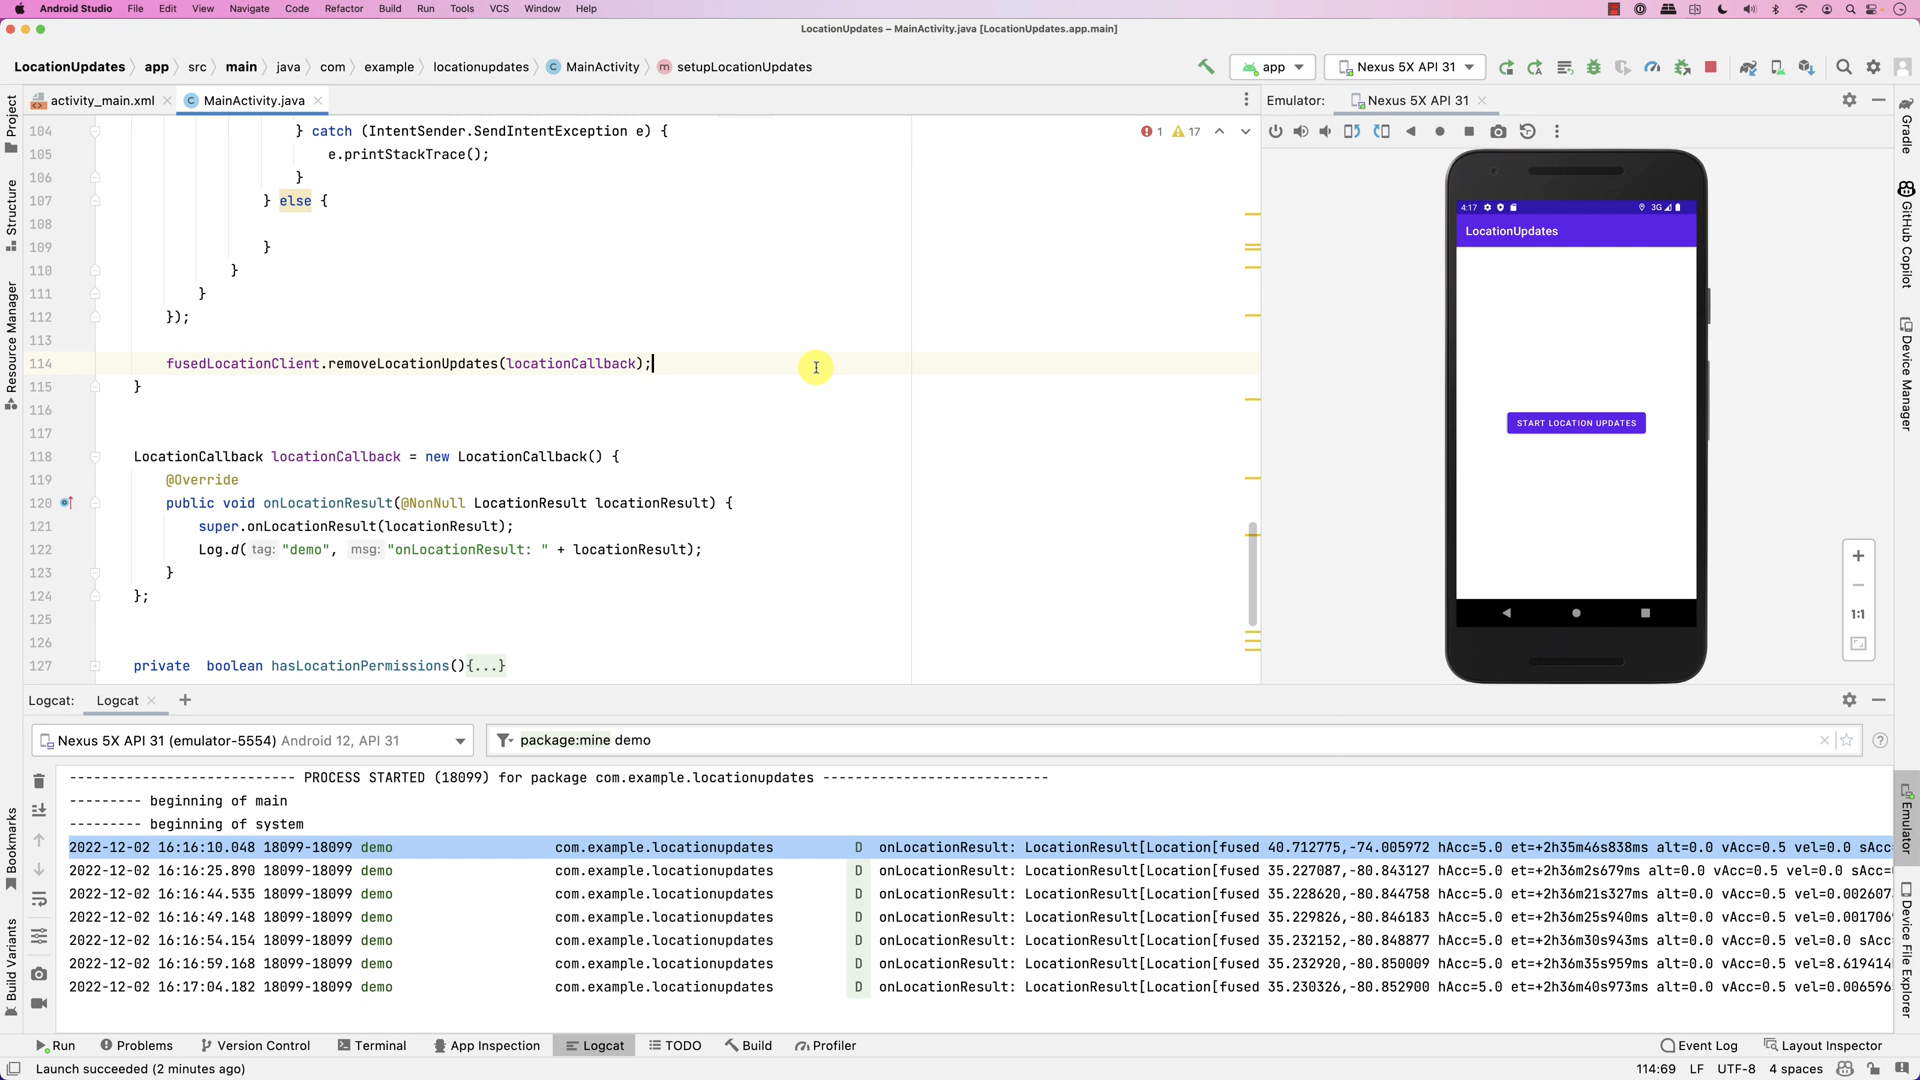 Android Studio File Edit View Navigate Code Refactor Build Run Tools VCS Window Help
LocationUpdates – MainActivity.java [LocationUpdates.app.main]
LocationUpdates app src main java com example locationupdates C MainActivity m setupLocationUpdates app Nexus 5X API 31
activity_main.xml C MainActivity.java Emulator: Nexus 5X API 31
Project
Structure
Resource Manager
Bookmarks
Build Variants
104 } catch (IntentSender.SendIntentException e) { 1 17
105 e.printStackTrace();
106 }
107 } else {
108
109 }
110 }
111 }
112 });
113
114 fusedLocationClient.removeLocationUpdates(locationCallback);
115 }
116
117
118 LocationCallback locationCallback = new LocationCallback() {
119 @Override
120 public void onLocationResult(@NonNull LocationResult locationResult) {
121 super.onLocationResult(locationResult);
122 Log.d( tag: "demo", msg: "onLocationResult: " + locationResult);
123 }
124 };
125
126
127 private boolean hasLocationPermissions(){...}
4:17 3G
LocationUpdates
START LOCATION UPDATES
1:1
Gradle
GitHub Copilot
Device Manager
Emulator
Device File Explorer
Logcat: Logcat
Nexus 5X API 31 (emulator-5554) Android 12, API 31 package:mine demo
---------------------------- PROCESS STARTED (18099) for package com.example.locationupdates ----------------------------
--------- beginning of main
--------- beginning of system
2022-12-02 16:16:10.048 18099-18099 demo com.example.locationupdates D onLocationResult: LocationResult[Location[fused 40.712775,-74.005972 hAcc=5.0 et=+2h35m46s838ms alt=0.0 vAcc=0.5 vel=0.0 sAcc=
2022-12-02 16:16:25.890 18099-18099 demo com.example.locationupdates D onLocationResult: LocationResult[Location[fused 35.227087,-80.843127 hAcc=5.0 et=+2h36m2s679ms alt=0.0 vAcc=0.5 vel=0.0 sAcc=
2022-12-02 16:16:44.535 18099-18099 demo com.example.locationupdates D onLocationResult: LocationResult[Location[fused 35.228620,-80.844758 hAcc=5.0 et=+2h36m21s327ms alt=0.0 vAcc=0.5 vel=0.002607
2022-12-02 16:16:49.148 18099-18099 demo com.example.locationupdates D onLocationResult: LocationResult[Location[fused 35.229826,-80.846183 hAcc=5.0 et=+2h36m25s940ms alt=0.0 vAcc=0.5 vel=0.001706
2022-12-02 16:16:54.154 18099-18099 demo com.example.locationupdates D onLocationResult: LocationResult[Location[fused 35.232152,-80.848877 hAcc=5.0 et=+2h36m30s943ms alt=0.0 vAcc=0.5 vel=0.0 sAcc
2022-12-02 16:16:59.168 18099-18099 demo com.example.locationupdates D onLocationResult: LocationResult[Location[fused 35.232920,-80.850009 hAcc=5.0 et=+2h36m35s959ms alt=0.0 vAcc=0.5 vel=8.619414
2022-12-02 16:17:04.182 18099-18099 demo com.example.locationupdates D onLocationResult: LocationResult[Location[fused 35.230326,-80.852900 hAcc=5.0 et=+2h36m40s973ms alt=0.0 vAcc=0.5 vel=0.006596
Run Problems Version Control Terminal App Inspection Logcat TODO Build Profiler Event Log Layout Inspector
Launch succeeded (2 minutes ago) 114:69 LF UTF-8 4 spaces